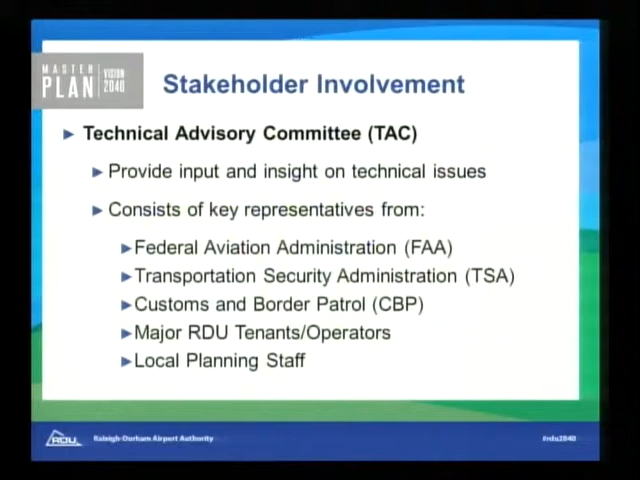 MASTER
PLAN
VISION
2040
Stakeholder Involvement
Technical Advisory Committee (TAC)
Provide input and insight on technical issues
Consists of key representatives from:
Federal Aviation Administration (FAA)
Transportation Security Administration (TSA)
Customs and Border Patrol (CBP)
Major RDU Tenants/Operators
Local Planning Staff
RDU
Raleigh-Durham Airport Authority
#rdu2040